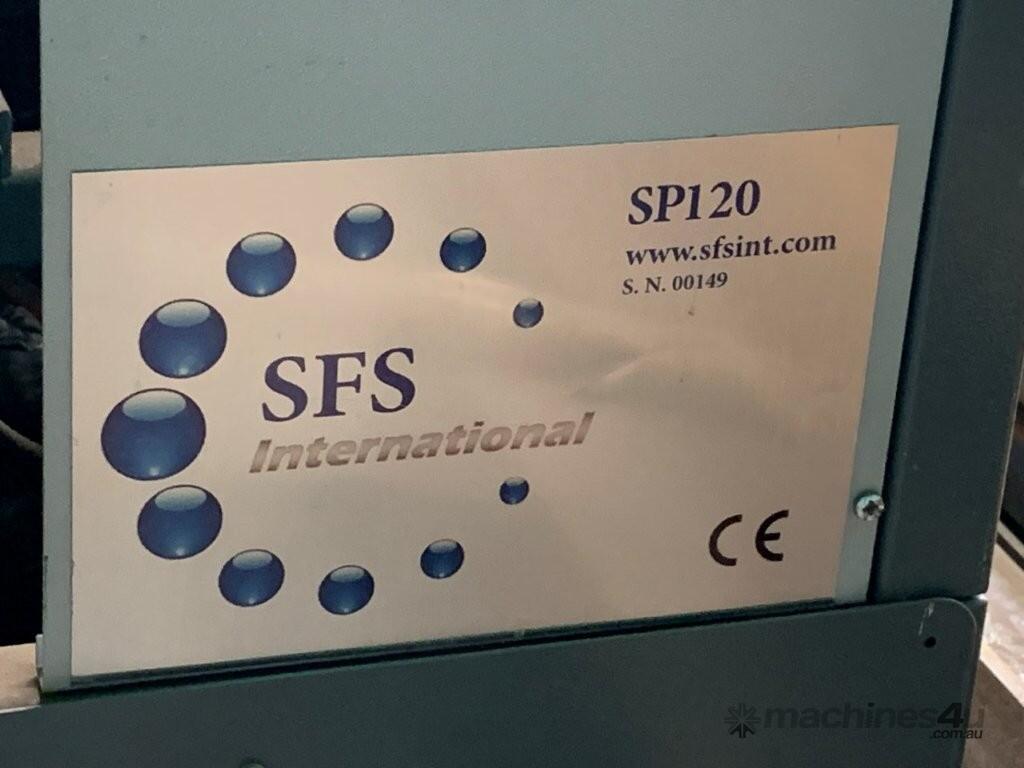 SP120
www.sfsint.com
S. N. 00149
SFS
International
CE
machines4u
.com.au